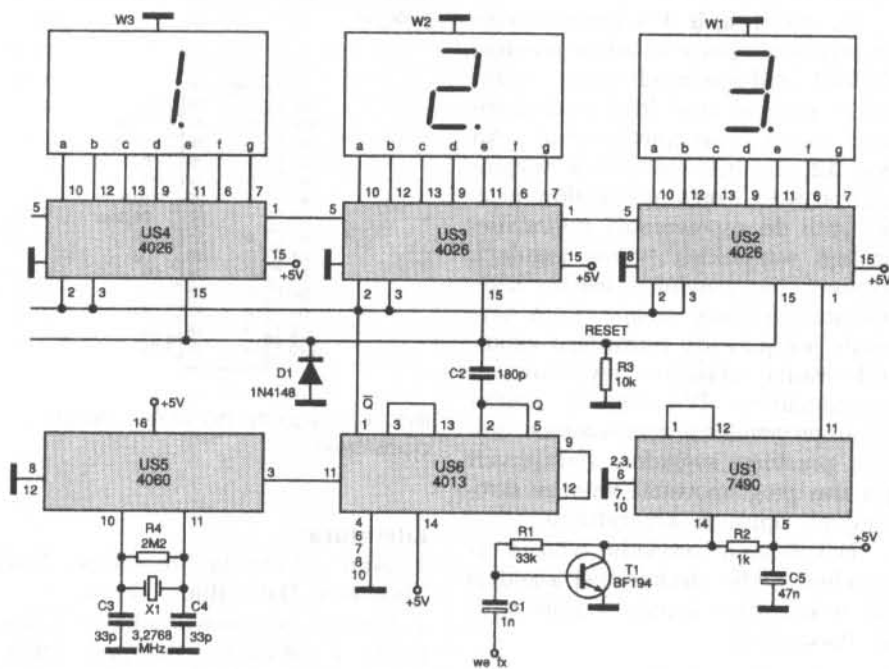 W3 W2 W1
1. 2. 3.
a b c d e f g a b c d e f g a b c d e f g
10 12 13 9 11 6 7 10 12 13 9 11 6 7 10 12 13 9 11 6 7
5 US4 4026 1 5 US3 4026 1 5 US2 4026
15 +5V 15 +5V 8 15 +5V
2 3 15 2 3 15 2 3 15 1
RESET
D1 1N4148 C2 180p R3 10k
+5V
16 Q̅ Q
1 3 13 2 5 9 1 12 11
8 12 US5 4060 3 11 US6 4013 12 2,3, 6 7, 10 US1 7490
10 11 4 6 7 8 10 14 14 5
R4 2M2 R1 33k R2 1k +5V
X1 T1 BF194
C3 33p 3,2768 MHz C4 33p +5V C1 1n C5 47n
we fx